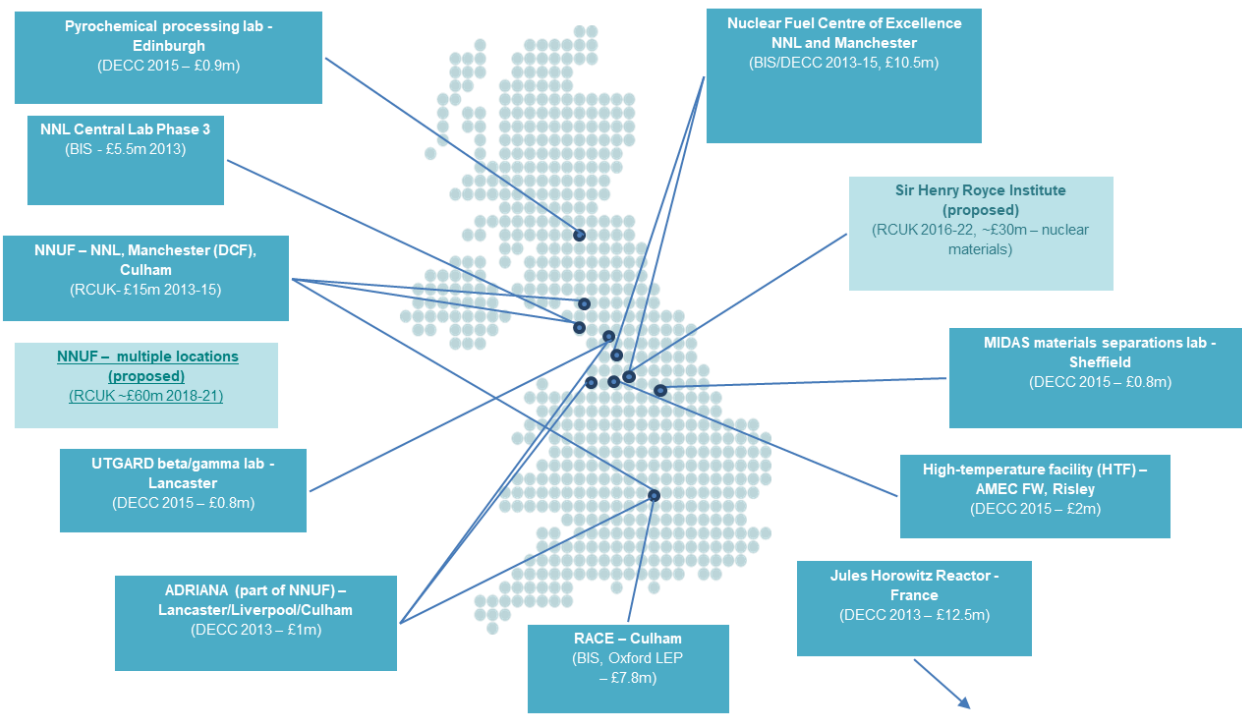 Pyrochemical processing lab -
Edinburgh
(DECC 2015 – £0.9m)
Nuclear Fuel Centre of Excellence
NNL and Manchester
(BIS/DECC 2013-15, £10.5m)
NNL Central Lab Phase 3
(BIS - £5.5m 2013)
Sir Henry Royce Institute
(proposed)
(RCUK 2016-22, ~£30m – nuclear
materials)
NNUF – NNL, Manchester (DCF),
Culham
(RCUK- £15m 2013-15)
NNUF – multiple locations
(proposed)
(RCUK ~£60m 2018-21)
MIDAS materials separations lab -
Sheffield
(DECC 2015 – £0.8m)
UTGARD beta/gamma lab -
Lancaster
(DECC 2015 – £0.8m)
High-temperature facility (HTF) –
AMEC FW, Risley
(DECC 2015 – £2m)
ADRIANA (part of NNUF) –
Lancaster/Liverpool/Culham
(DECC 2013 – £1m)
Jules Horowitz Reactor -
France
(DECC 2013 – £12.5m)
RACE – Culham
(BIS, Oxford LEP
– £7.8m)